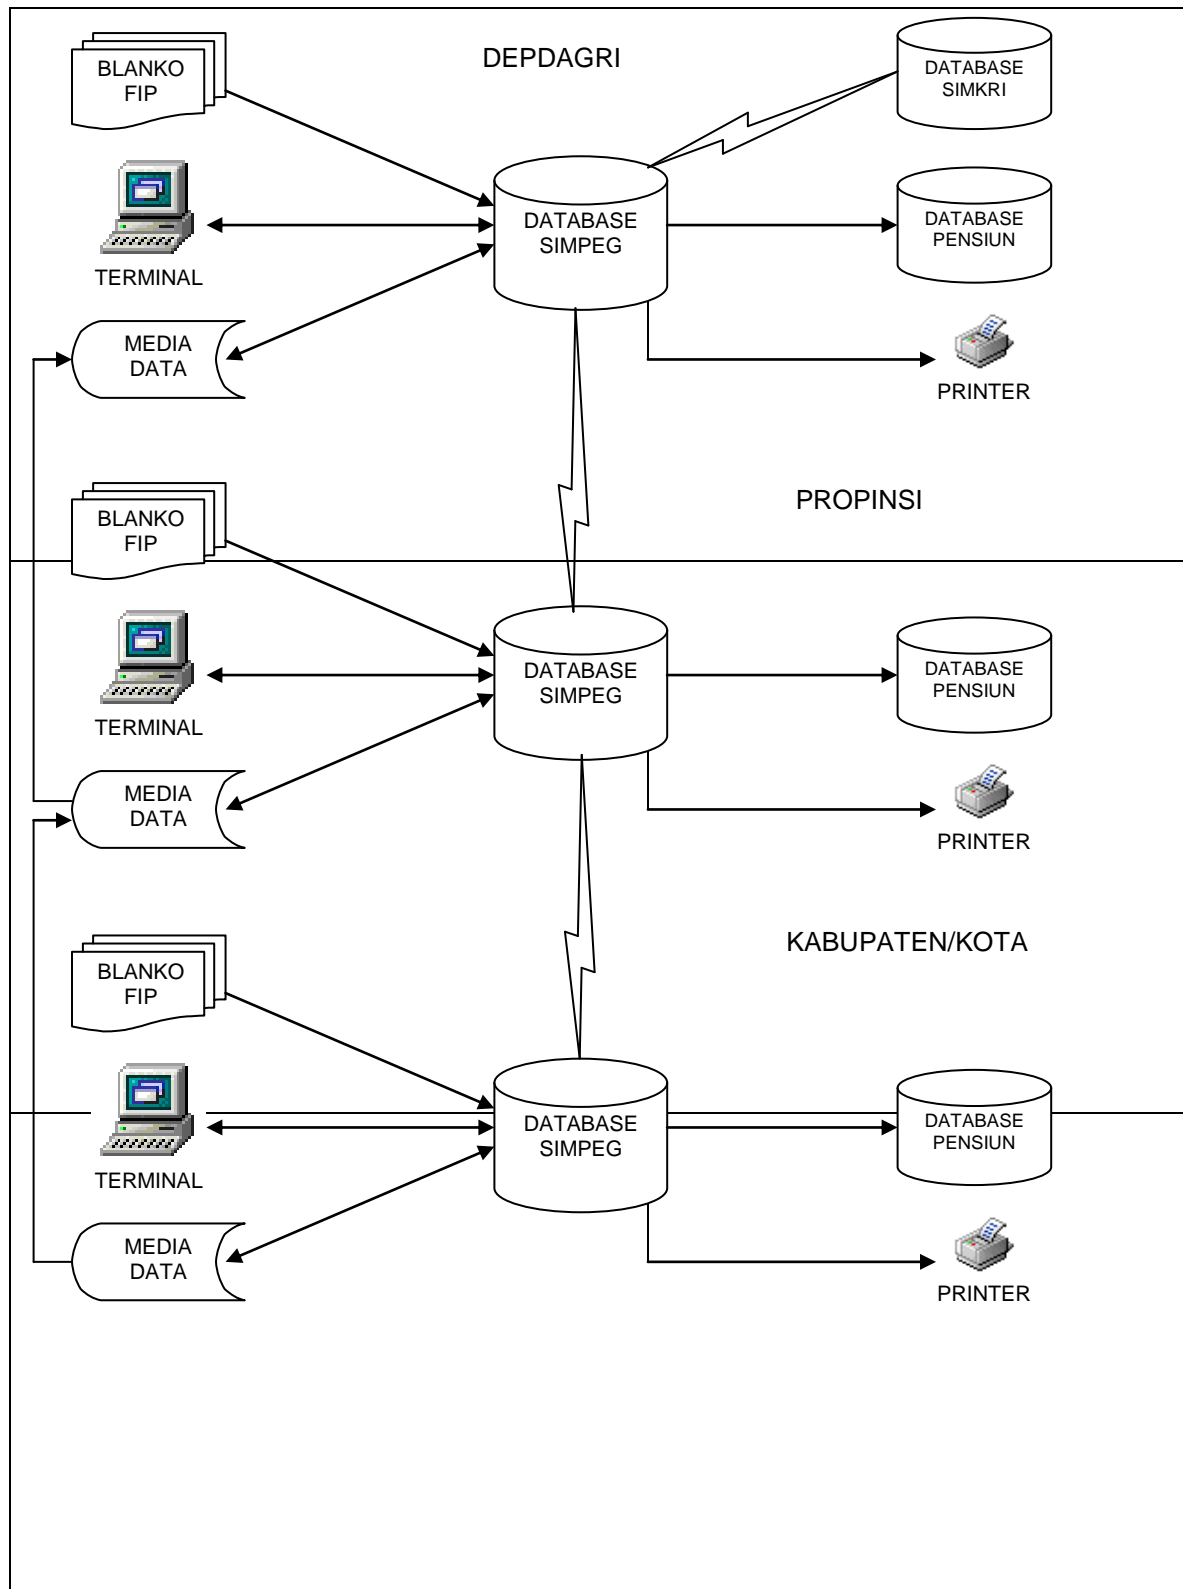 DEPDAGRI
BLANKO
FIP
DATABASE
SIMKRI
TERMINAL
DATABASE
SIMPEG
DATABASE
PENSIUN
MEDIA
DATA
PRINTER
PROPINSI
BLANKO
FIP
TERMINAL
DATABASE
SIMPEG
DATABASE
PENSIUN
MEDIA
DATA
PRINTER
KABUPATEN/KOTA
BLANKO
FIP
TERMINAL
DATABASE
SIMPEG
DATABASE
PENSIUN
MEDIA
DATA
PRINTER